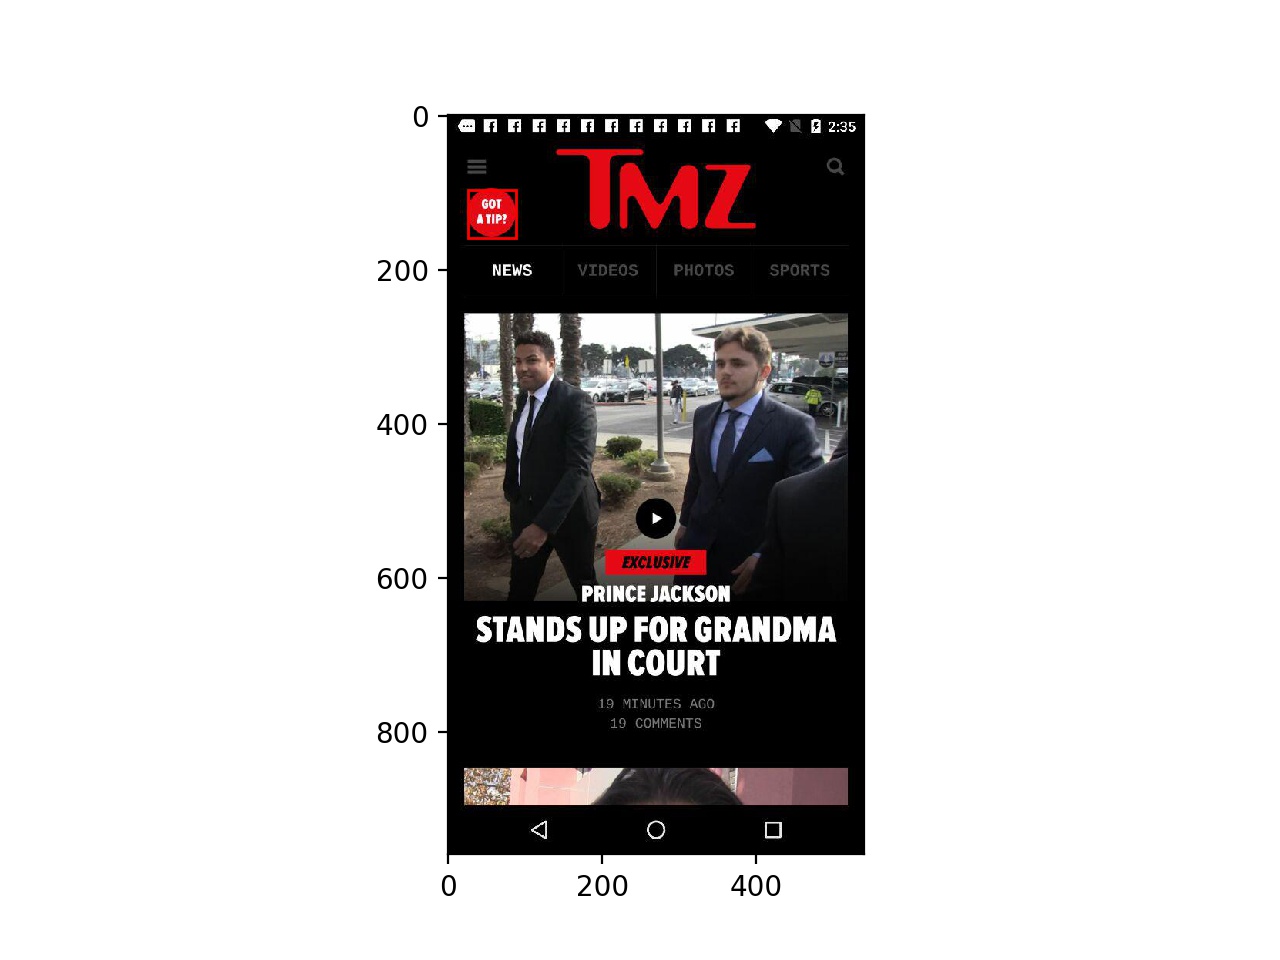 0
200
400
600
800
0
200
400
2:35
TMZ
GOT
A TIP?
NEWS
VIDEOS
PHOTOS
SPORTS
EXCLUSIVE
PRINCE JACKSON
STANDS UP FOR GRANDMA
IN COURT
19 MINUTES AGO
19 COMMENTS